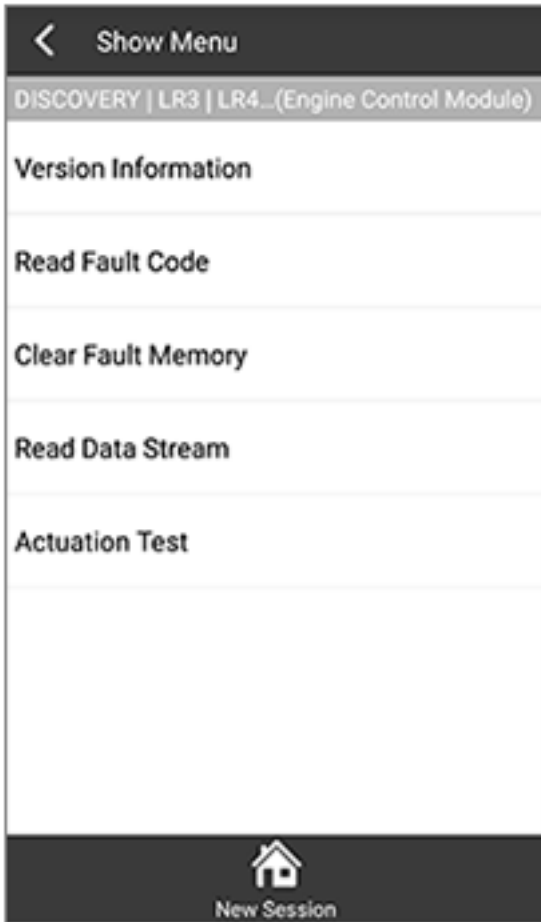 Show Menu
DISCOVERY | LR3 | LR4...(Engine Control Module)
Version Information
Read Fault Code
Clear Fault Memory
Read Data Stream
Actuation Test
New Session